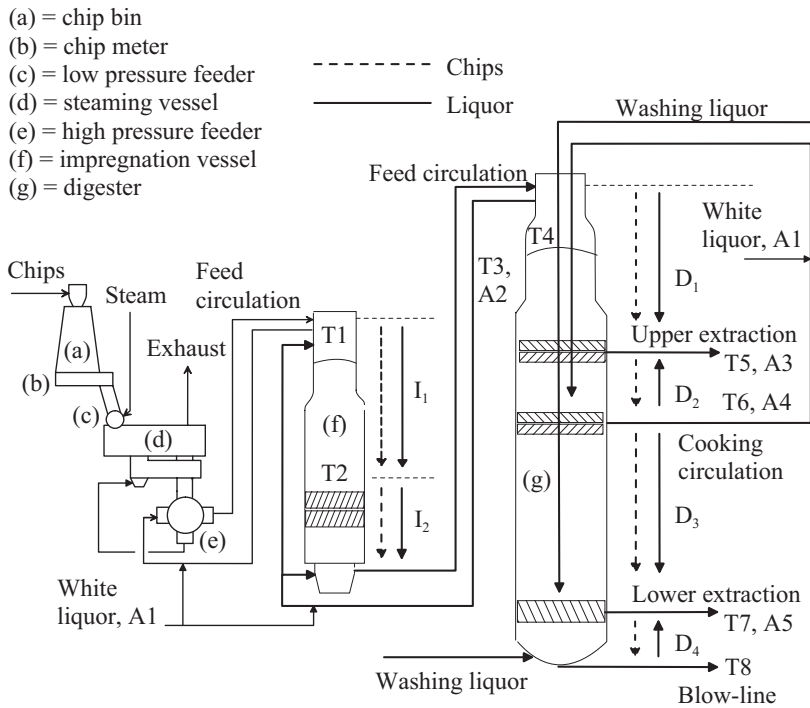 (a) = chip bin
(b) = chip meter
(c) = low pressure feeder
(d) = steaming vessel
(e) = high pressure feeder
(f) = impregnation vessel
(g) = digester
Chips
Liquor
Washing liquor
Feed circulation
White
liquor, A1
T4
T3,
A2
D1
Chips
Steam
Feed
circulation
Exhaust
T1
(a)
(b)
(c)
(d)
(e)
I1
(f)
T2
I2
Upper extraction
T5, A3
D2
T6, A4
Cooking
circulation
(g)
D3
White
liquor, A1
Lower extraction
T7, A5
D4
Washing liquor
T8
Blow-line